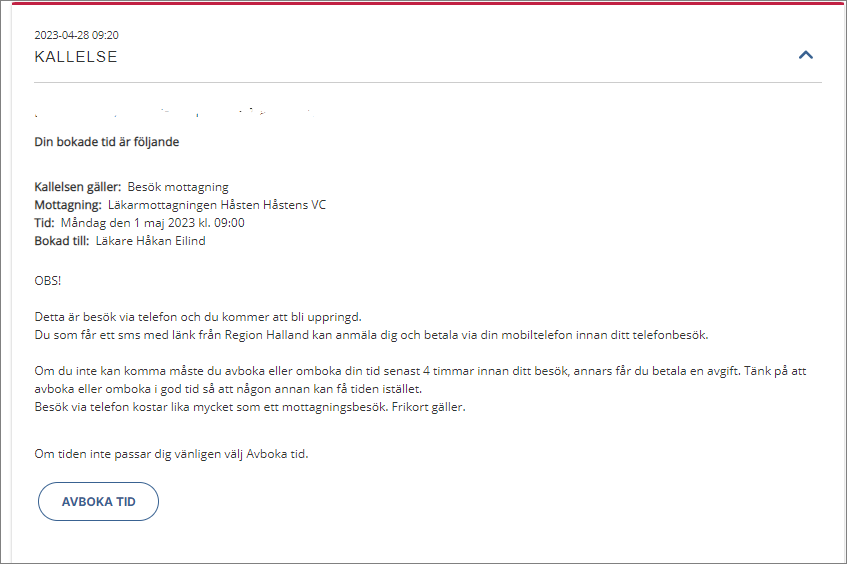 2023-04-28 09:20
KALLELSE
Din bokade tid är följande
Kallelsen gäller: Besök mottagning
Mottagning: Läkarmottagningen Håsten Håstens VC
Tid: Måndag den 1 maj 2023 kl. 09:00
Bokad till: Läkare Håkan Eilind
OBS!
Detta är besök via telefon och du kommer att bli uppringd.
Du som får ett sms med länk från Region Halland kan anmäla dig och betala via din mobiltelefon innan ditt telefonbesök.
Om du inte kan komma måste du avboka eller omboka din tid senast 4 timmar innan ditt besök, annars får du betala en avgift. Tänk på att
avboka eller omboka i god tid så att någon annan kan få tiden istället.
Besök via telefon kostar lika mycket som ett mottagningsbesök. Frikort gäller.
Om tiden inte passar dig vänligen välj Avboka tid.
AVBOKA TID